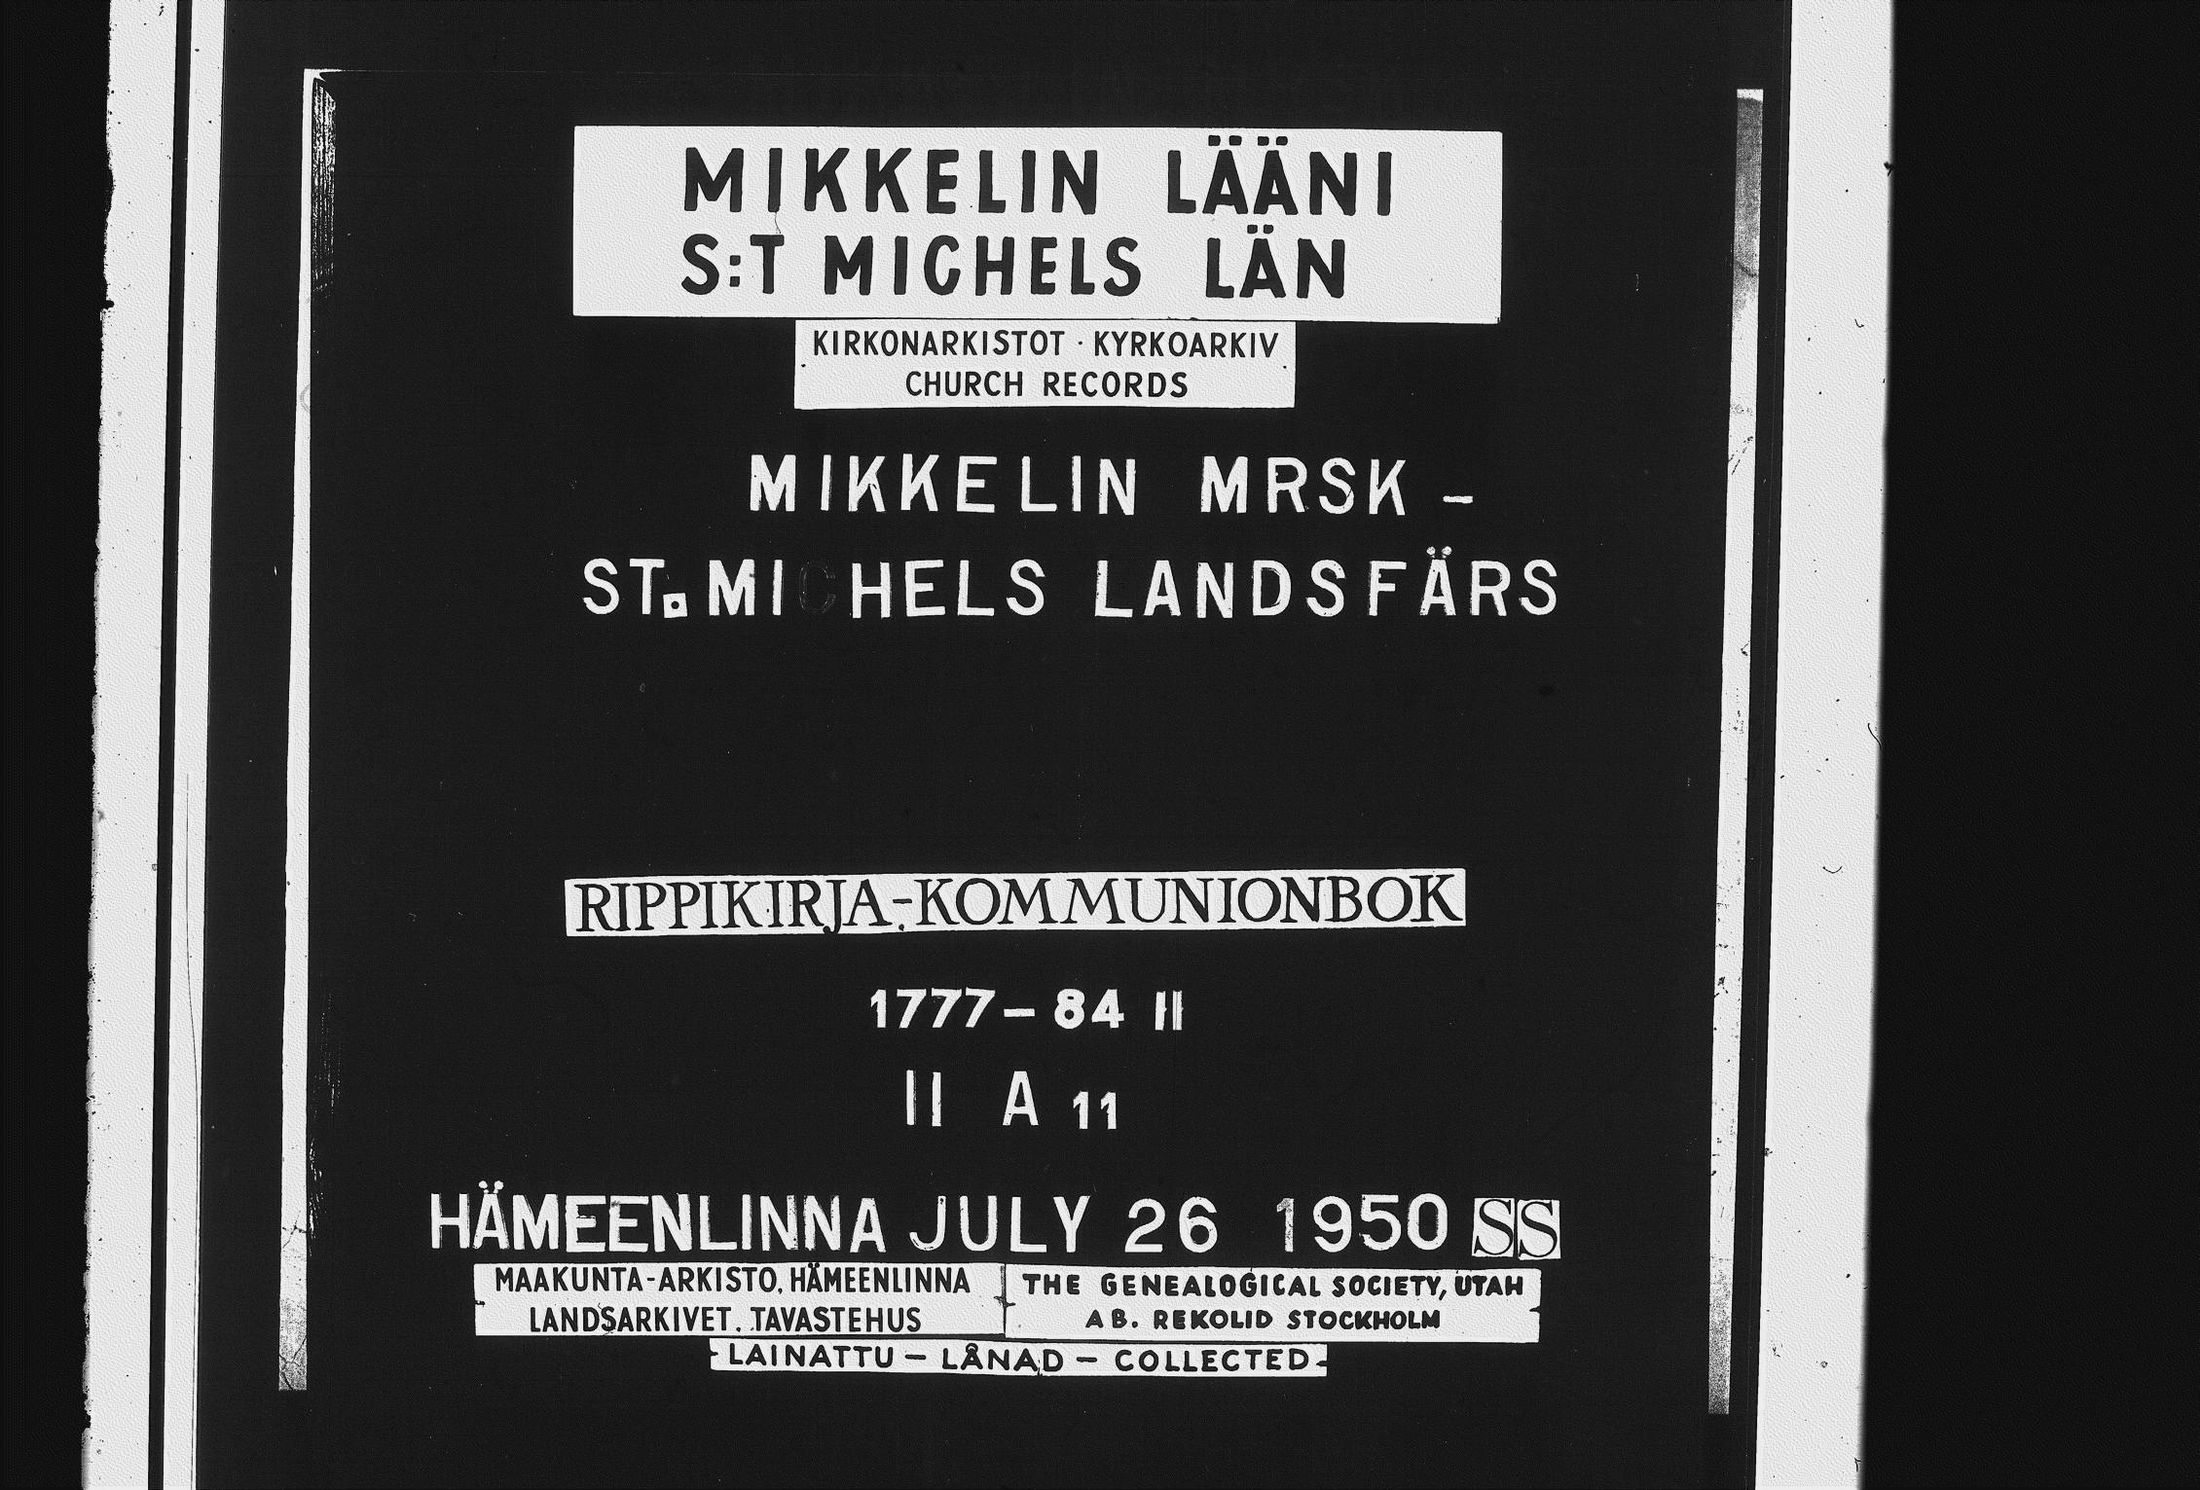 MIKKELIN LÄÄNI
S:T MICHELS LÄN
KIRKONARKISTOT · KYRKOARKIV
CHURCH RECORDS
MIKKELIN MRSK –
ST. MICHELS LANDSFÄRS
RIPPIKIRJA-KOMMUNIONBOK
1777 – 84 II
II A 11
HÄMEENLINNA JULY 26 1950 SS
MAAKUNTA-ARKISTO, HÄMEENLINNA
LANDSARKIVET, TAVASTEHUS
THE GENEALOGICAL SOCIETY, UTAH
AB. REKOLID STOCKHOLM
LAINATTU – LÅNAD – COLLECTED